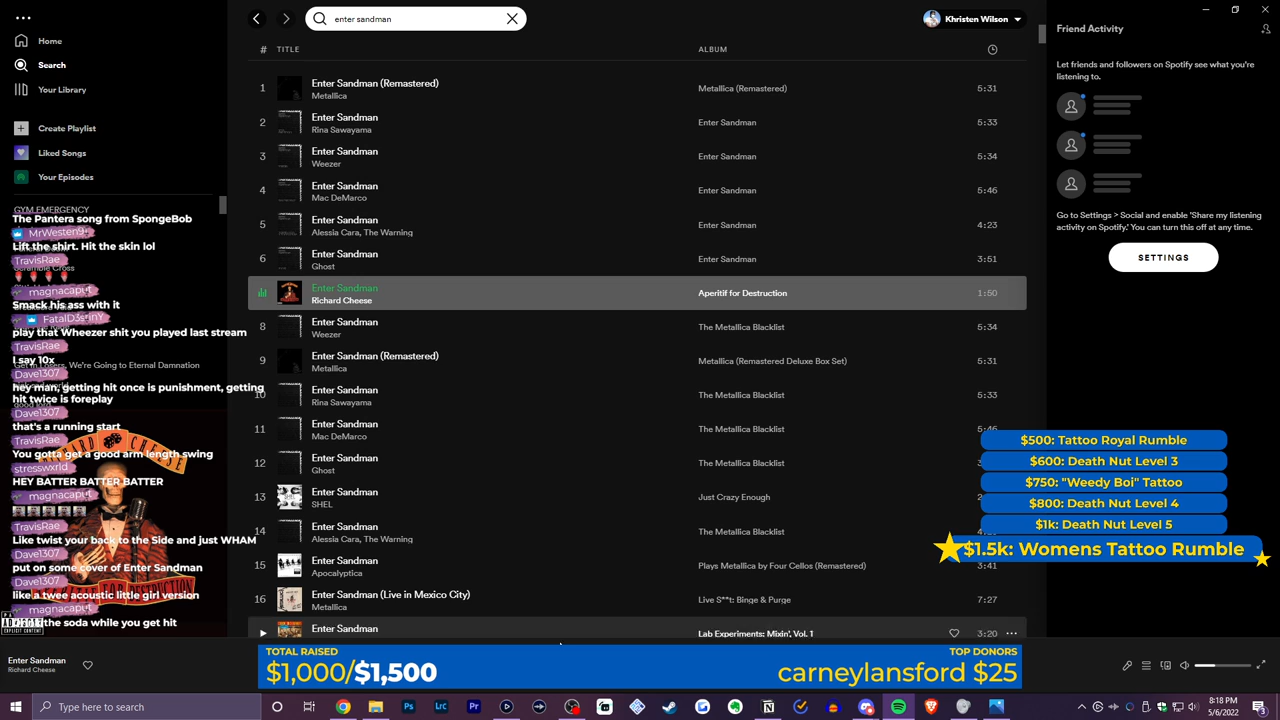 enter sandman
Khristen Wilson
Home
Search
Your Library
Create Playlist
Liked Songs
Your Episodes
GYM EMERGENCY
The Pantera song from SpongeBob
MrWesten9
Lift the shirt. Hit the skin lol
Scramble Cross
TravisRae
magnacaput
Smack his ass with it
FatalD3stinY
play that Wheezer shit you played last stream
TravisRae
I say 10x
Get in Losers, We're Going to Eternal Damnation
Dave1307
hey man, getting hit once is punishment, getting
hit twice is foreplay
Dave1307
that's a running start
TravisRae
You gotta get a good arm length swing
stresswxrld
HEY BATTER BATTER BATTER
magnacaput
TravisRae
Like twist your back to the Side and just WHAM
Dave1307
put on some cover of Enter Sandman
Dave1307
like a twee acoustic little girl version
magnacaput
the soda while you get hit
EXPLICIT CONTENT
# TITLE ALBUM
1 Enter Sandman (Remastered) Metallica (Remastered) 5:31
Metallica
2 Enter Sandman Enter Sandman 5:33
Rina Sawayama
3 Enter Sandman Enter Sandman 5:34
Weezer
4 Enter Sandman Enter Sandman 5:46
Mac DeMarco
5 Enter Sandman Enter Sandman 4:23
Alessia Cara, The Warning
6 Enter Sandman Enter Sandman 3:51
Ghost
Enter Sandman Aperitif for Destruction 1:50
Richard Cheese
8 Enter Sandman The Metallica Blacklist 5:34
Weezer
9 Enter Sandman (Remastered) Metallica (Remastered Deluxe Box Set) 5:31
Metallica
10 Enter Sandman The Metallica Blacklist 5:33
Rina Sawayama
11 Enter Sandman The Metallica Blacklist 5:46
Mac DeMarco
12 Enter Sandman The Metallica Blacklist
Ghost
13 Enter Sandman Just Crazy Enough
SHEL
14 Enter Sandman The Metallica Blacklist
Alessia Cara, The Warning
15 Enter Sandman Plays Metallica by Four Cellos (Remastered) 3:41
Apocalyptica
16 Enter Sandman (Live in Mexico City) Live S**t: Binge & Purge 7:27
Metallica
Enter Sandman Lab Experiments: Mixin', Vol. 1 3:20
Friend Activity
Let friends and followers on Spotify see what you're
listening to.
Go to Settings > Social and enable 'Share my listening
activity on Spotify.' You can turn this off at any time.
SETTINGS
$500: Tattoo Royal Rumble
$600: Death Nut Level 3
$750: "Weedy Boi" Tattoo
$800: Death Nut Level 4
$1k: Death Nut Level 5
$1.5k: Womens Tattoo Rumble
Enter Sandman
Richard Cheese
TOTAL RAISED
$1,000/$1,500
TOP DONORS
carneylansford $25
Type here to search
8:18 PM
5/6/2022